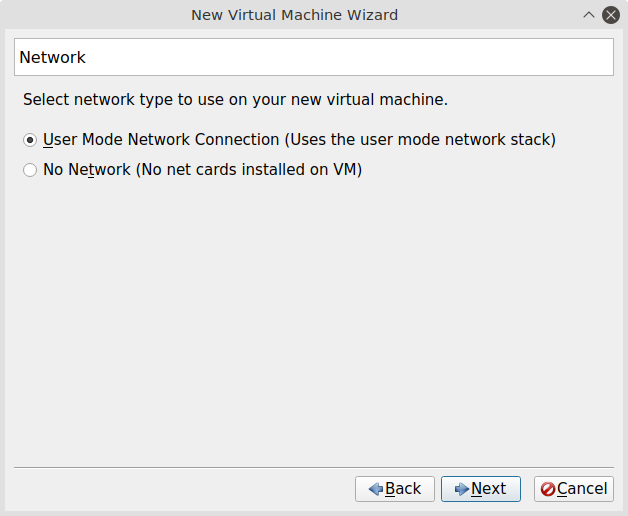 New Virtual Machine Wizard
Network
Select network type to use on your new virtual machine.
User Mode Network Connection (Uses the user mode network stack)
No Network (No net cards installed on VM)
Back Next Cancel